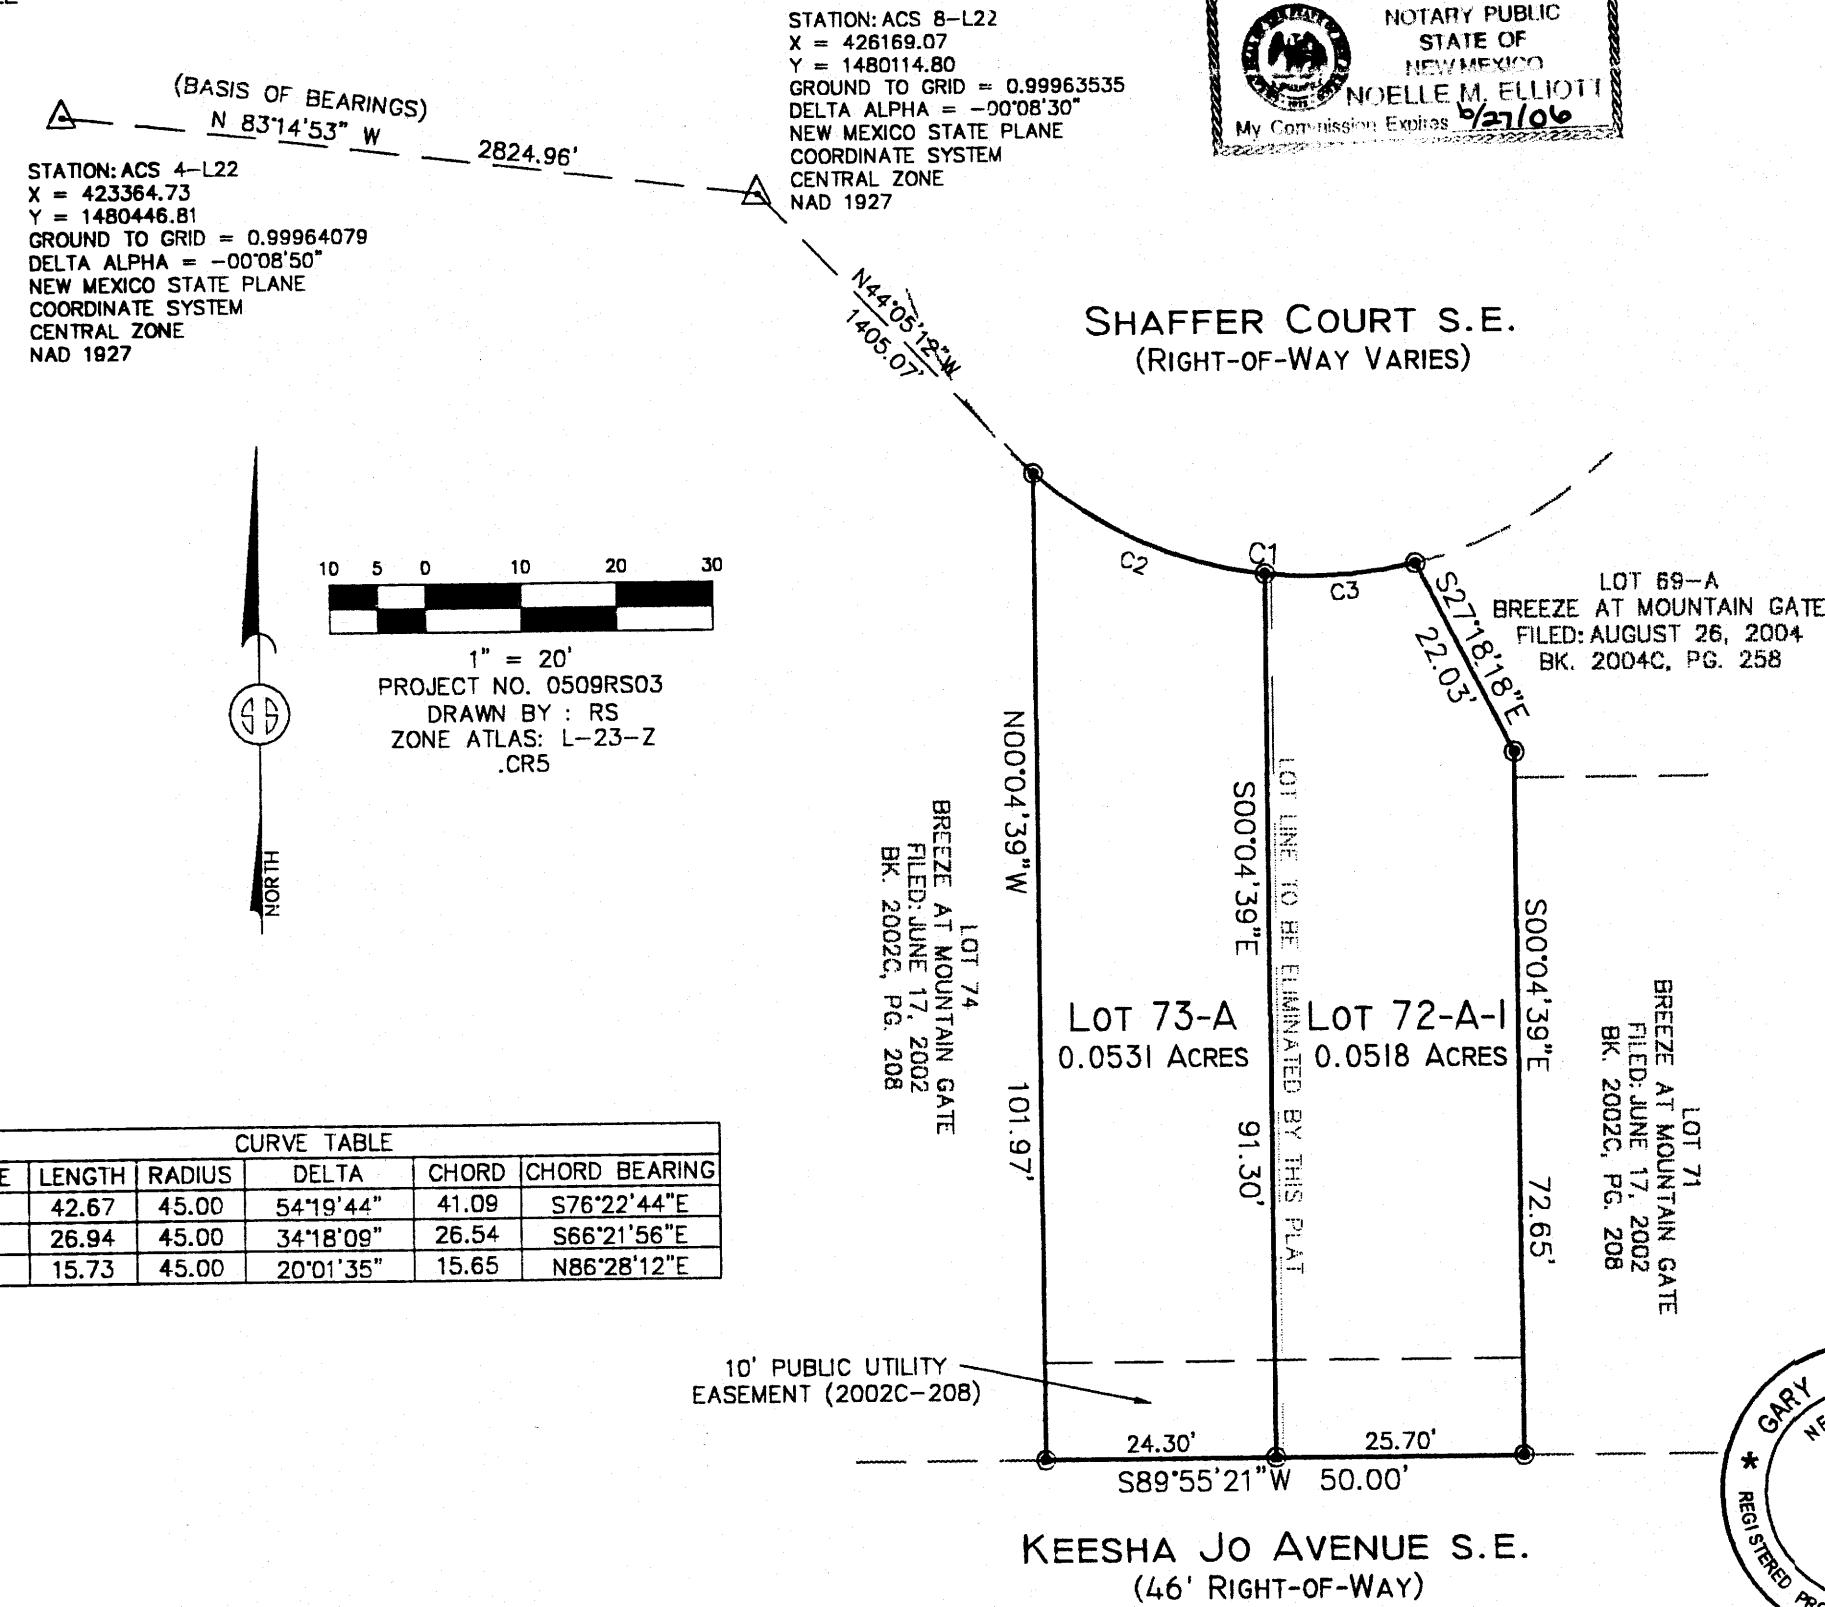 STATION: ACS 8-L22
X = 426169.07
Y = 1480114.80
GROUND TO GRID = 0.99963535
DELTA ALPHA = -00°08'30"
NEW MEXICO STATE PLANE
COORDINATE SYSTEM
CENTRAL ZONE
NAD 1927
NOTARY PUBLIC
STATE OF
NEW MEXICO
NOELLE M. ELLIOTT
My Commission Expires 6/27/06
(BASIS OF BEARINGS)
N 83°14'53" W
2824.96'
STATION: ACS 4-L22
X = 423364.73
Y = 1480446.81
GROUND TO GRID = 0.99964079
DELTA ALPHA = -00°08'50"
NEW MEXICO STATE PLANE
COORDINATE SYSTEM
CENTRAL ZONE
NAD 1927
N44°05'12"W
1405.07'
SHAFFER COURT S.E.
(RIGHT-OF-WAY VARIES)
C2
C1
C3
S27°18'18"E
22.03'
LOT 69-A
BREEZE AT MOUNTAIN GATE
FILED: AUGUST 26, 2004
BK. 2004C, PG. 258
10 5 0 10 20 30
1" = 20'
PROJECT NO. 0509RS03
DRAWN BY : RS
ZONE ATLAS: L-23-Z
.CR5
NORTH
LOT 74
BREEZE AT MOUNTAIN GATE
FILED: JUNE 17, 2002
BK. 2002C, PG. 208
N00°04'39"W
101.97'
S00°04'39"E
91.30'
LOT LINE TO BE ELIMINATED BY THIS PLAT
LOT 73-A
0.0531 ACRES
LOT 72-A-1
0.0518 ACRES
S00°04'39"E
72.65'
LOT 71
BREEZE AT MOUNTAIN GATE
FILED: JUNE 17, 2002
BK. 2002C, PG. 208
CURVE TABLE
E LENGTH RADIUS DELTA CHORD CHORD BEARING
42.67 45.00 54°19'44" 41.09 S76°22'44"E
26.94 45.00 34°18'09" 26.54 S66°21'56"E
15.73 45.00 20°01'35" 15.65 N86°28'12"E
10' PUBLIC UTILITY
EASEMENT (2002C-208)
24.30'
25.70'
S89°55'21"W 50.00'
KEESHA JO AVENUE S.E.
(46' RIGHT-OF-WAY)
* GARY
REGISTERED